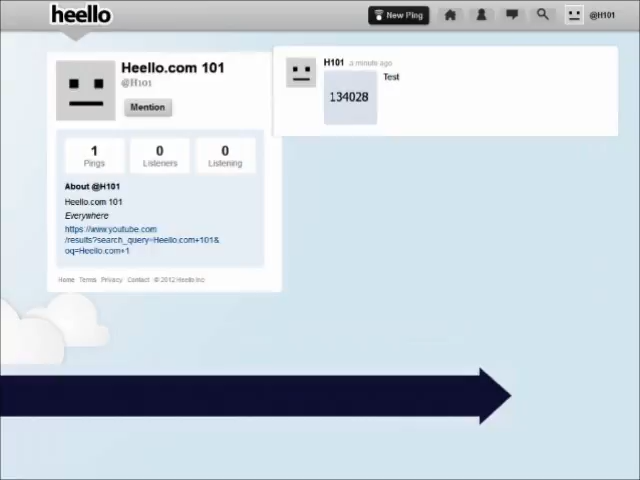 heello
New Ping
@H101
Heello.com 101
@H101
Mention
1
Pings
0
Listeners
0
Listening
About @H101
Heello.com 101
Everywhere
https://www.youtube.com
/results?search_query=Heello.com+101&
oq=Heello.com+1
Home Terms Privacy Contact © 2012 Heello Inc
H101 a minute ago
Test
134028